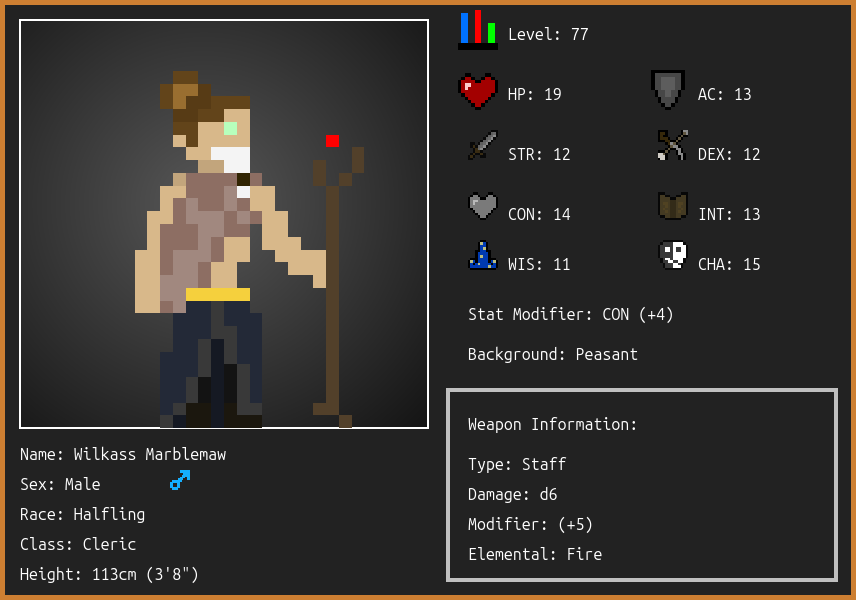 Level: 77
HP: 19
AC: 13
STR: 12
DEX: 12
CON: 14
INT: 13
WIS: 11
CHA: 15
Stat Modifier: CON (+4)
Background: Peasant
Weapon Information:
Type: Staff
Damage: d6
Modifier: (+5)
Elemental: Fire
Name: Wilkass Marblemaw
Sex: Male
Race: Halfling
Class: Cleric
Height: 113cm (3'8")